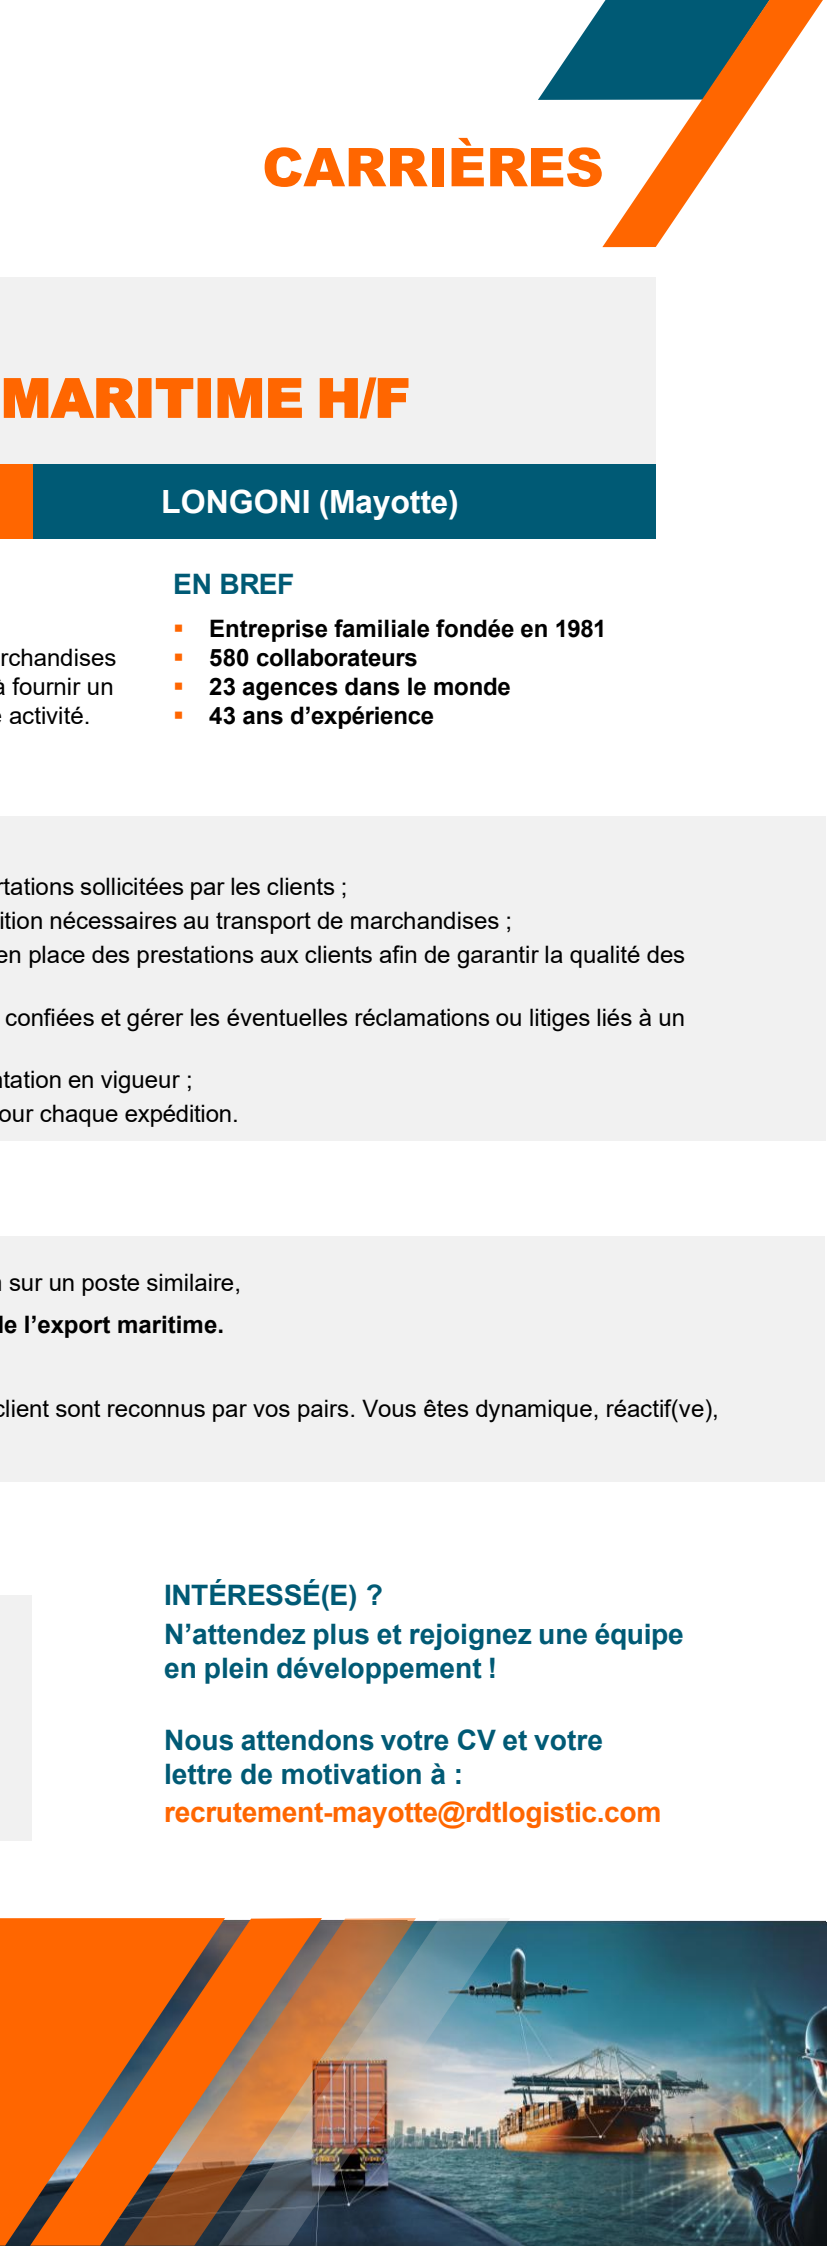 CARRIÈRES
MARITIME H/F
LONGONI (Mayotte)
EN BREF
Entreprise familiale fondée en 1981
580 collaborateurs
23 agences dans le monde
43 ans d’expérience
rchandises
à fournir un
activité.
rtations sollicitées par les clients ;
ition nécessaires au transport de marchandises ;
en place des prestations aux clients afin de garantir la qualité des
confiées et gérer les éventuelles réclamations ou litiges liés à un
ntation en vigueur ;
our chaque expédition.
sur un poste similaire,
de l’export maritime.
client sont reconnus par vos pairs. Vous êtes dynamique, réactif(ve),
INTÉRESSÉ(E) ?
N’attendez plus et rejoignez une équipe
en plein développement !
Nous attendons votre CV et votre
lettre de motivation à :
recrutement-mayotte@rdtlogistic.com